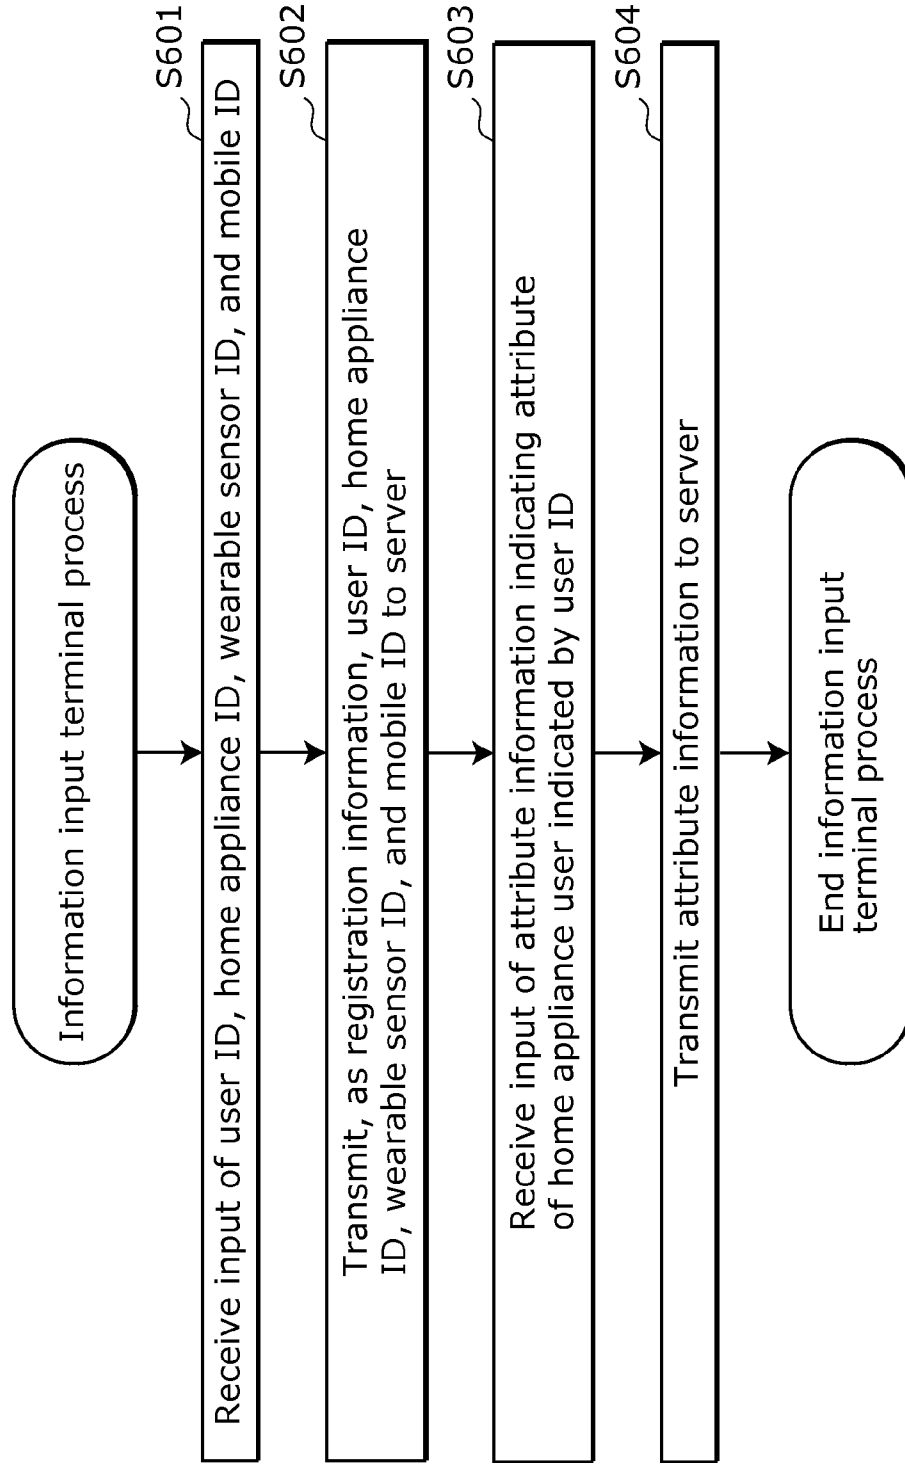 Information input terminal process
S601
Receive input of user ID, home appliance ID, wearable sensor ID, and mobile ID
S602
Transmit, as registration information, user ID, home appliance
ID, wearable sensor ID, and mobile ID to server
S603
Receive input of attribute information indicating attribute
of home appliance user indicated by user ID
S604
Transmit attribute information to server
End information input
terminal process